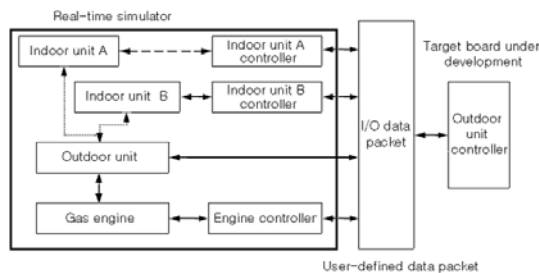 Real-time simulator
Indoor unit A
Indoor unit A
controller
Target board under
development
Indoor unit B
Indoor unit B
controller
I/O data
packet
Outdoor
unit
controller
Outdoor unit
Gas engine
Engine controller
User-defined data packet